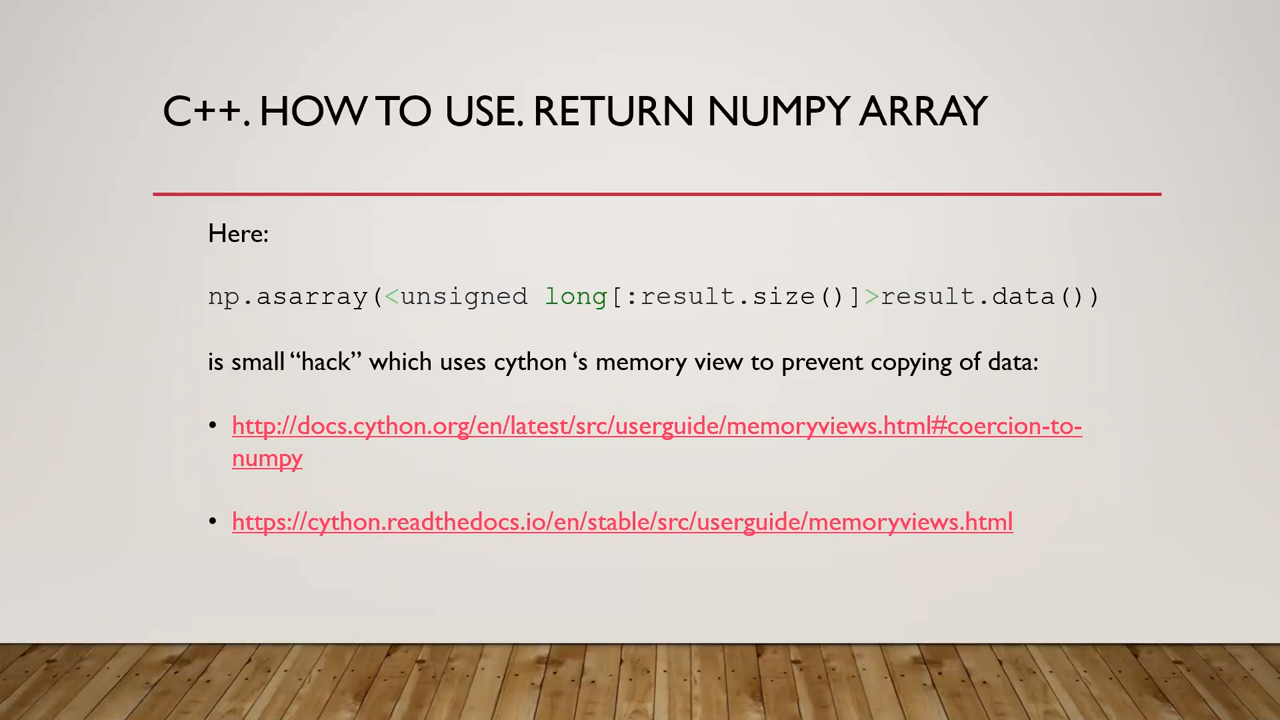 C++. HOW TO USE. RETURN NUMPY ARRAY
Here:
np.asarray(<unsigned long[:result.size()]>result.data())
is small “hack” which uses cython ‘s memory view to prevent copying of data:
• http://docs.cython.org/en/latest/src/userguide/memoryviews.html#coercion-to-
numpy
• https://cython.readthedocs.io/en/stable/src/userguide/memoryviews.html